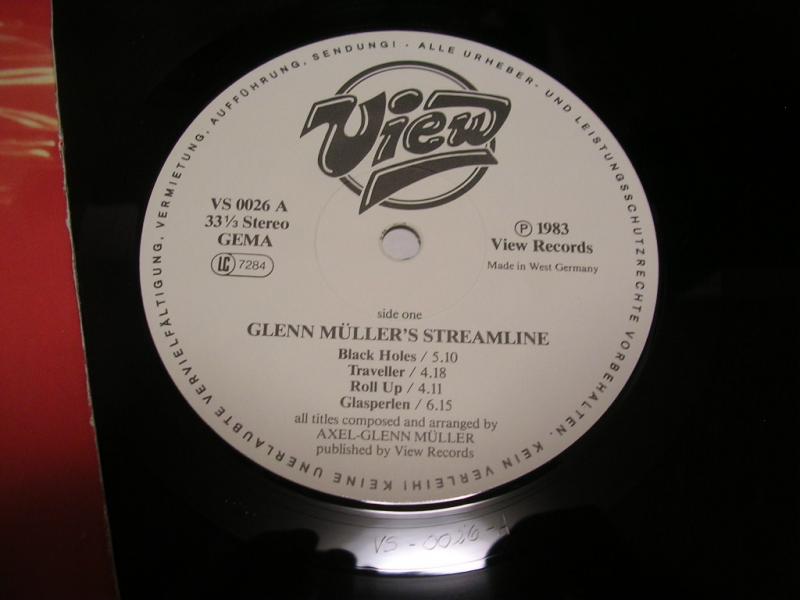 View
VS 0026 A
33⅓ Stereo
GEMA
LC 7284
Ⓟ 1983
View Records
Made in West Germany
side one
GLENN MÜLLER'S STREAMLINE
Black Holes / 5.10
Traveller / 4.18
Roll Up / 4.11
Glasperlen / 6.15
all titles composed and arranged by
AXEL-GLENN MÜLLER
published by View Records
ALLE URHEBER- UND LEISTUNGSSCHUTZRECHTE VORBEHALTEN. KEIN VERLEIH! KEINE UNERLAUBTE VERVIELFÄLTIGUNG, VERMIETUNG, AUFFÜHRUNG, SENDUNG! ·
VS-0026-A